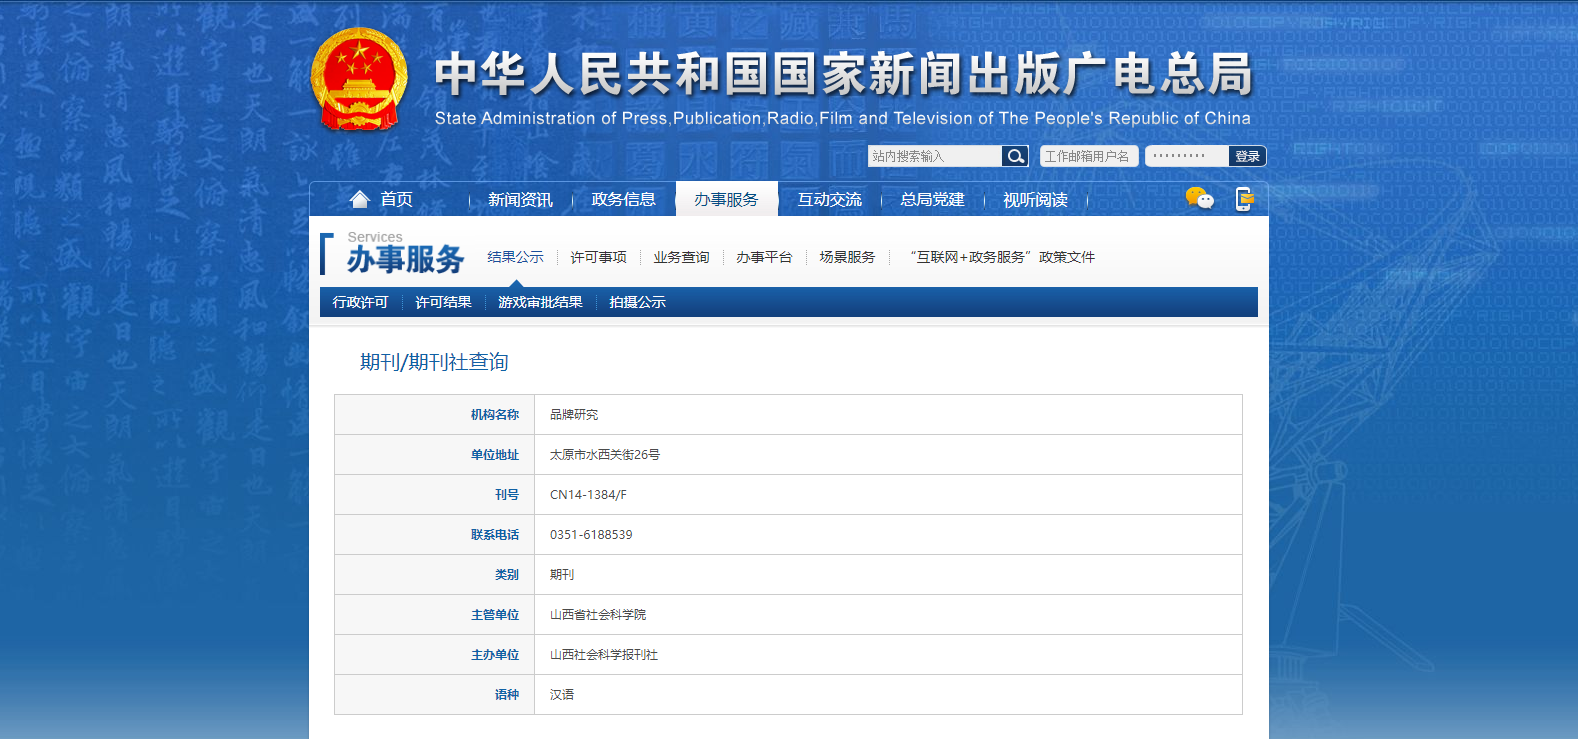 中华人民共和国国家新闻出版广电总局
State Administration of Press,Publication,Radio,Film and Television of The People's Republic of China
站内搜索输入 工作邮箱用户名 ········· 登录
首页 新闻资讯 政务信息 办事服务 互动交流 总局党建 视听阅读
Services
办事服务 结果公示 许可事项 业务查询 办事平台 场景服务 “互联网+政务服务”政策文件
行政许可 许可结果 游戏审批结果 拍摄公示
期刊/期刊社查询
机构名称 品牌研究
单位地址 太原市水西关街26号
刊号 CN14-1384/F
联系电话 0351-6188539
类别 期刊
主管单位 山西省社会科学院
主办单位 山西社会科学报刊社
语种 汉语